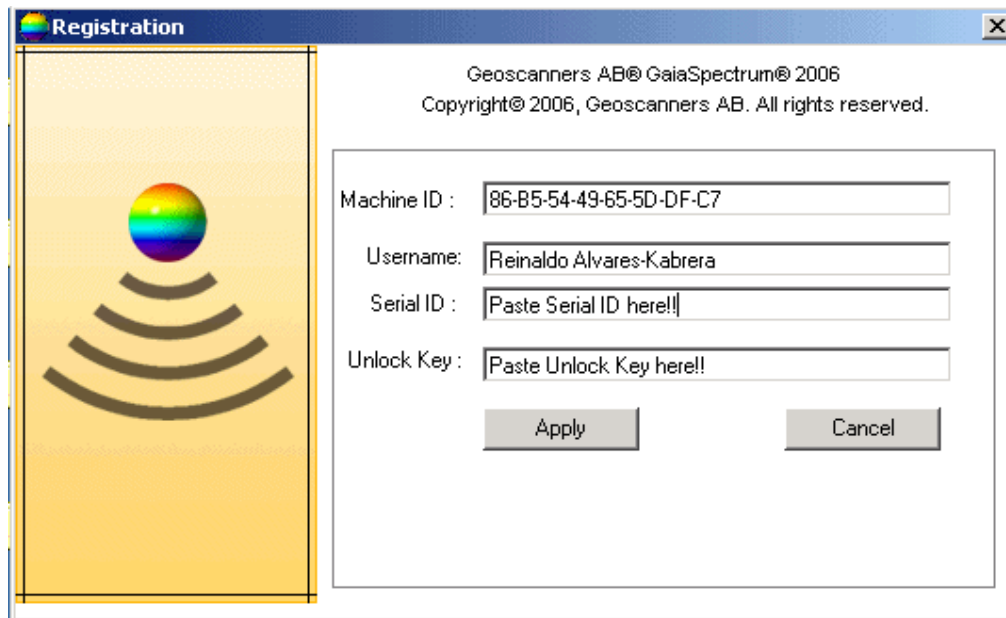 Registration
Geoscanners AB® GaiaSpectrum® 2006
Copyright© 2006, Geoscanners AB. All rights reserved.
Machine ID : 86-B5-54-49-65-5D-DF-C7
Username: Reinaldo Alvares-Kabrera
Serial ID : Paste Serial ID here!!
Unlock Key : Paste Unlock Key here!!
Apply Cancel